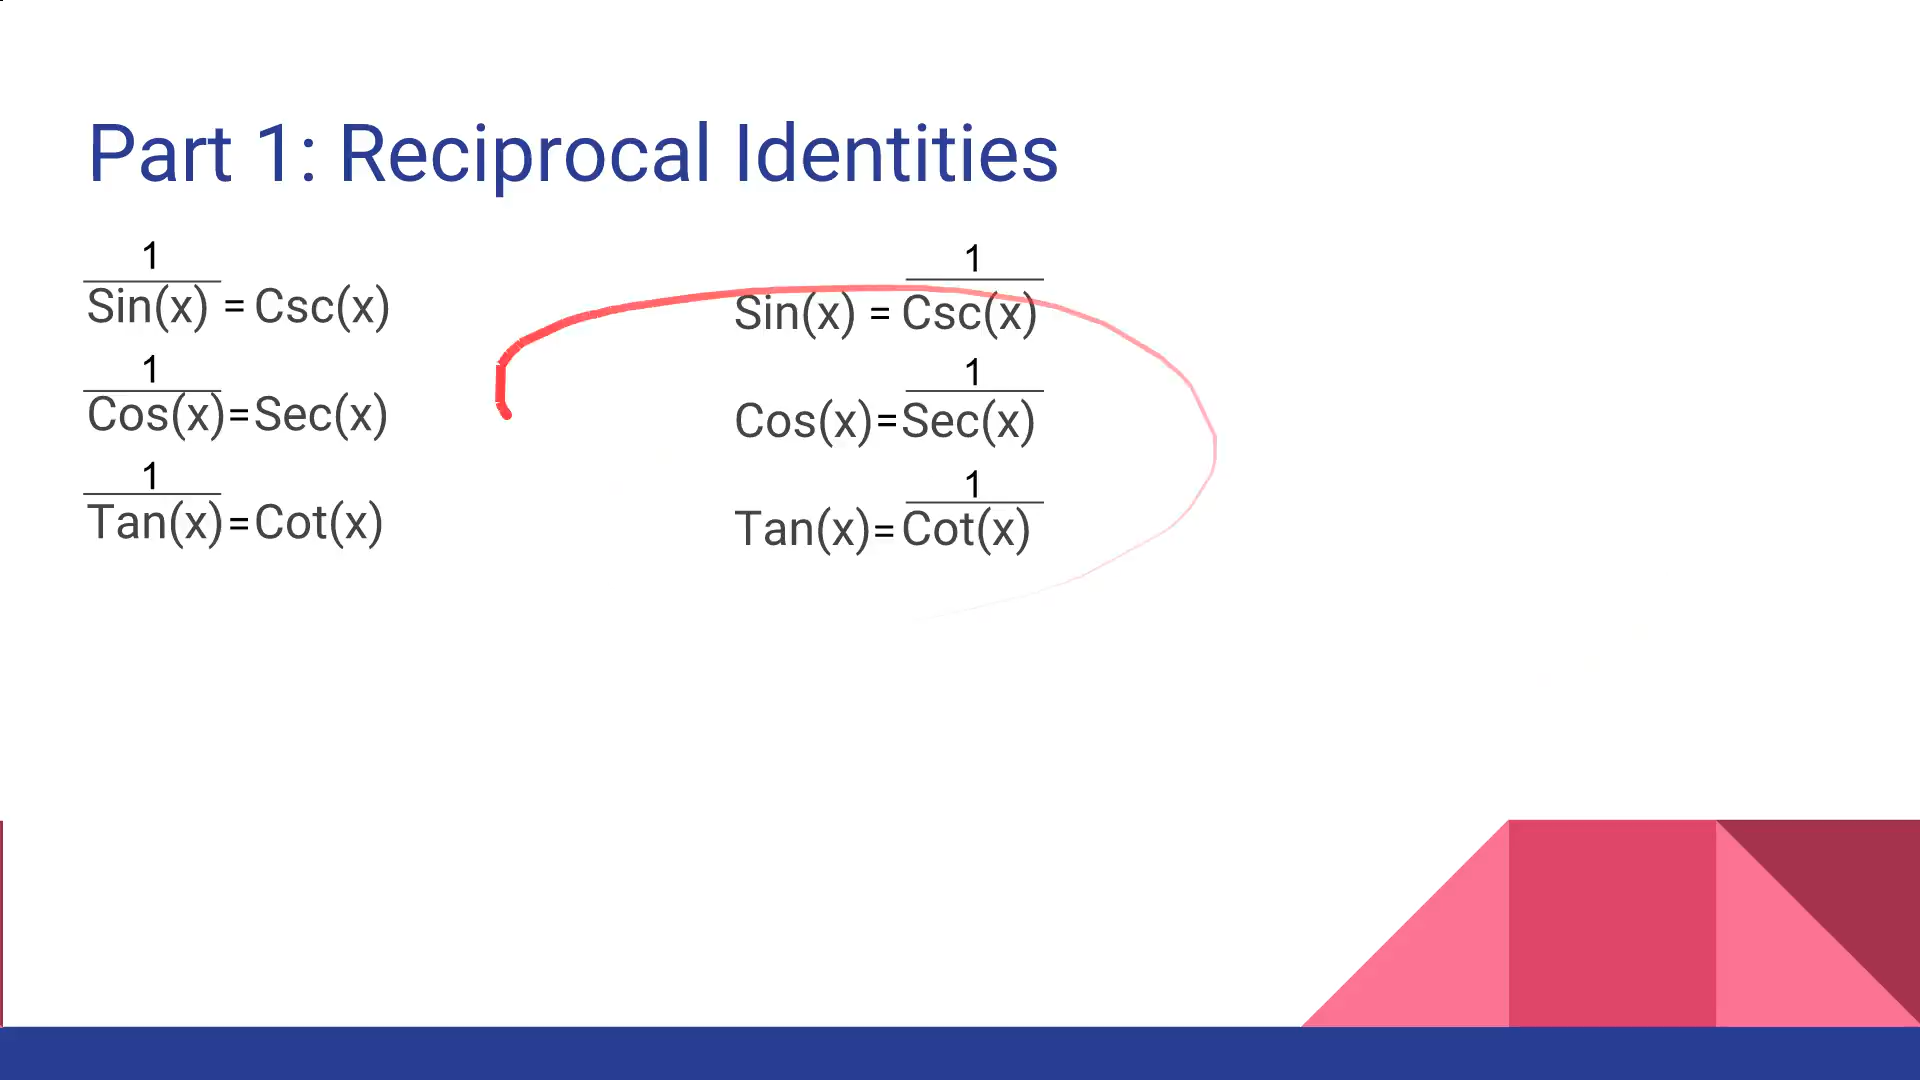 Part 1: Reciprocal Identities
1
Sin(x) = Csc(x)
1
Cos(x)=Sec(x)
1
Tan(x)=Cot(x)
1
Sin(x) = Csc(x)
1
Cos(x)=Sec(x)
1
Tan(x)=Cot(x)